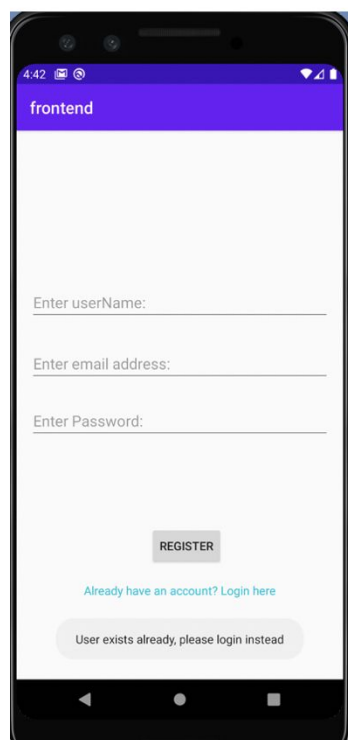 4:42
frontend
Enter userName:
Enter email address:
Enter Password:
REGISTER
Already have an account? Login here
User exists already, please login instead